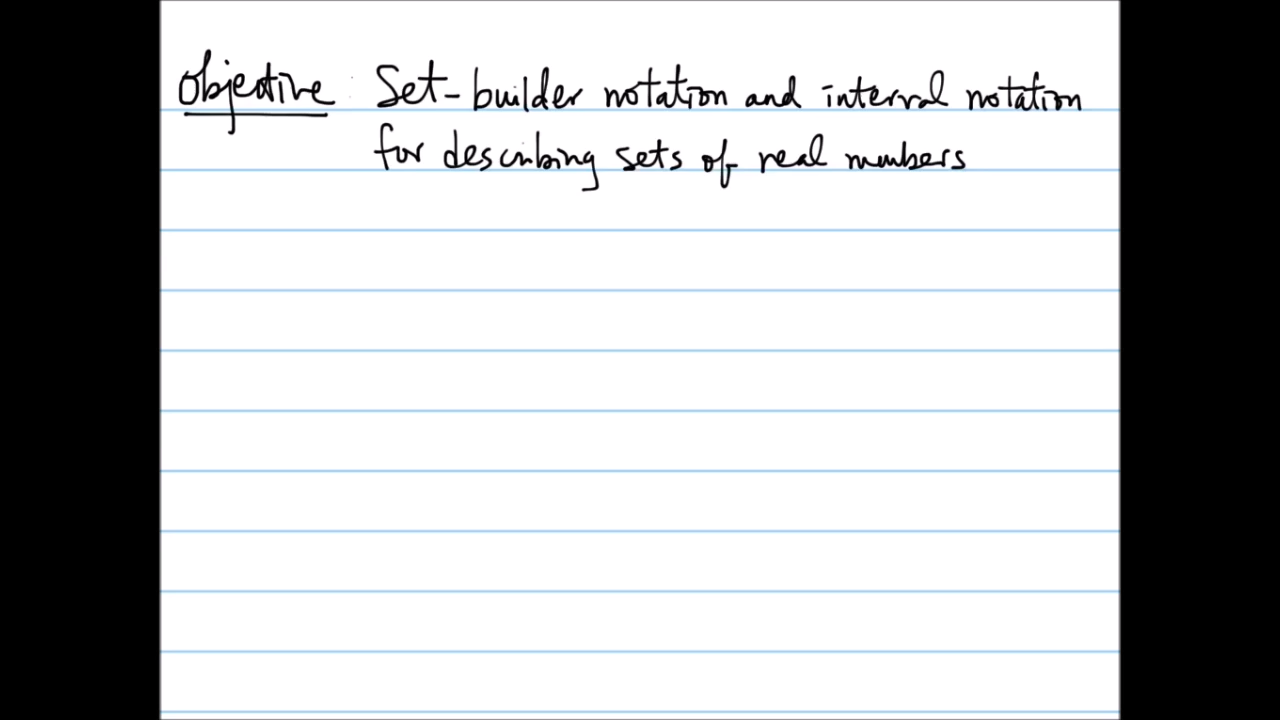 Objective Set-builder notation and interval notation
for describing sets of real numbers